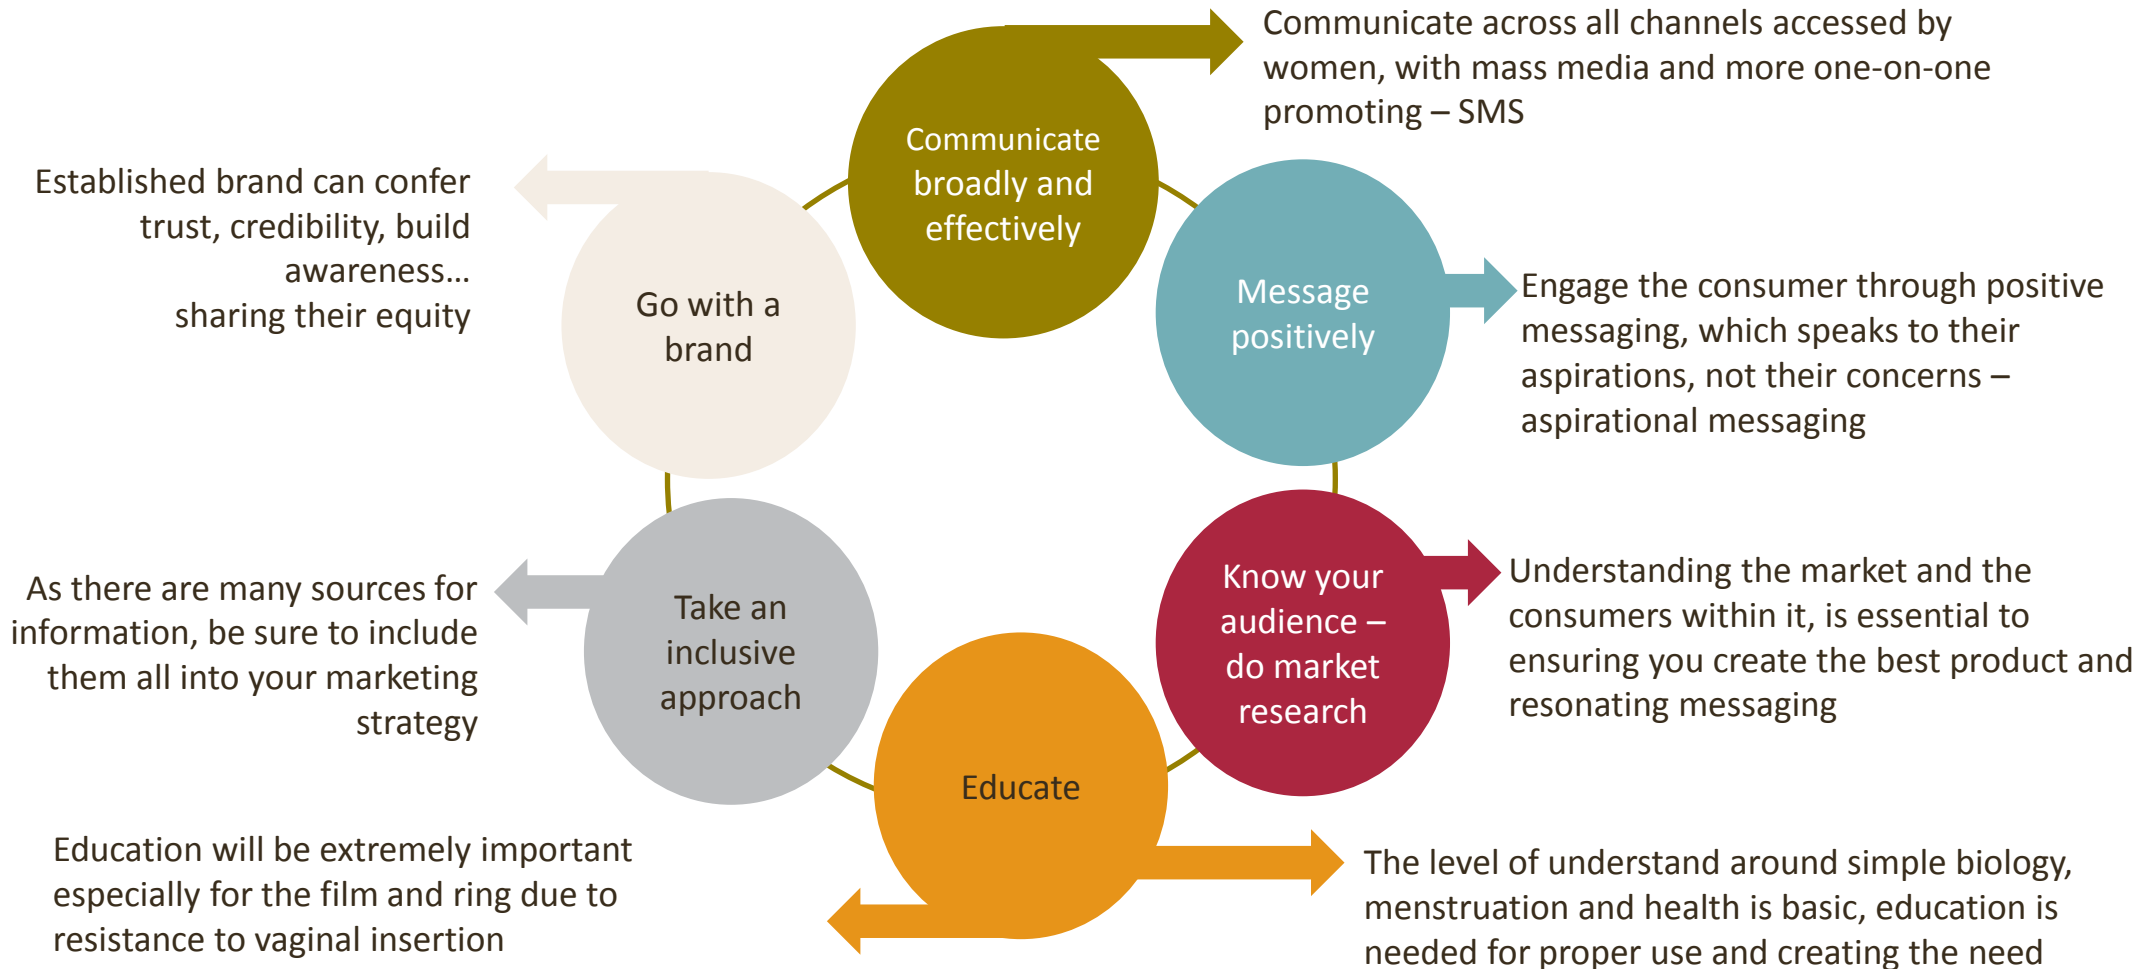 Communicate across all channels accessed by
women, with mass media and more one-on-one
promoting – SMS
Communicate
broadly and
effectively
Established brand can confer
trust, credibility, build
awareness…
sharing their equity
Go with a
brand
Message
positively
Engage the consumer through positive
messaging, which speaks to their
aspirations, not their concerns –
aspirational messaging
As there are many sources for
information, be sure to include
them all into your marketing
strategy
Take an
inclusive
approach
Know your
audience –
do market
research
Understanding the market and the
consumers within it, is essential to
ensuring you create the best product and
resonating messaging
Educate
Education will be extremely important
especially for the film and ring due to
resistance to vaginal insertion
The level of understand around simple biology,
menstruation and health is basic, education is
needed for proper use and creating the need